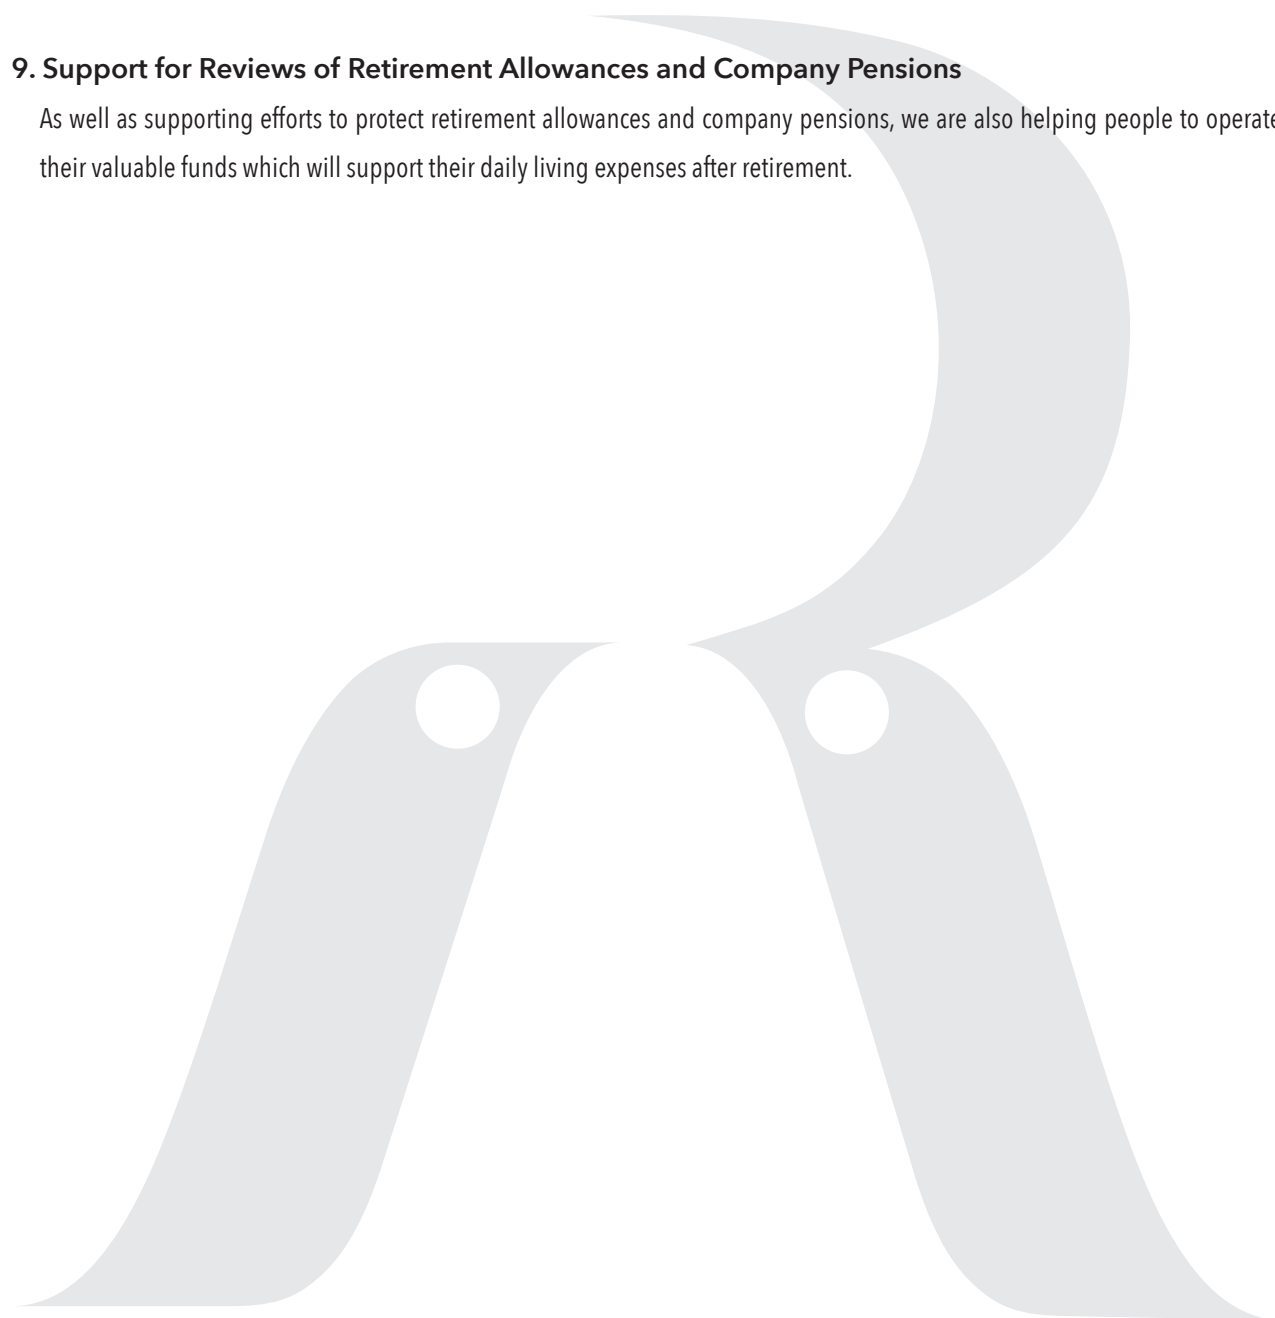 9. Support for Reviews of Retirement Allowances and Company Pensions
As well as supporting efforts to protect retirement allowances and company pensions, we are also helping people to operate
their valuable funds which will support their daily living expenses after retirement.